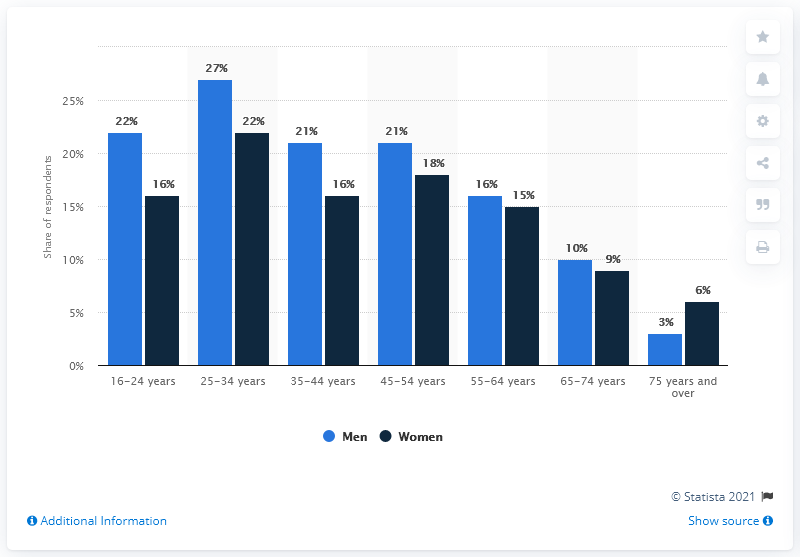 27%
22%
22%
21%
21%
16%
16%
18%
16%
15%
10%
9%
3%
6%
Share of respondents
25%
20%
15%
10%
5%
0%
16–24 years
25–34 years
35–44 years
45–54 years
55–64 years
65–74 years
75 years and
over
Men
Women
© Statista 2021
Additional Information
Show source